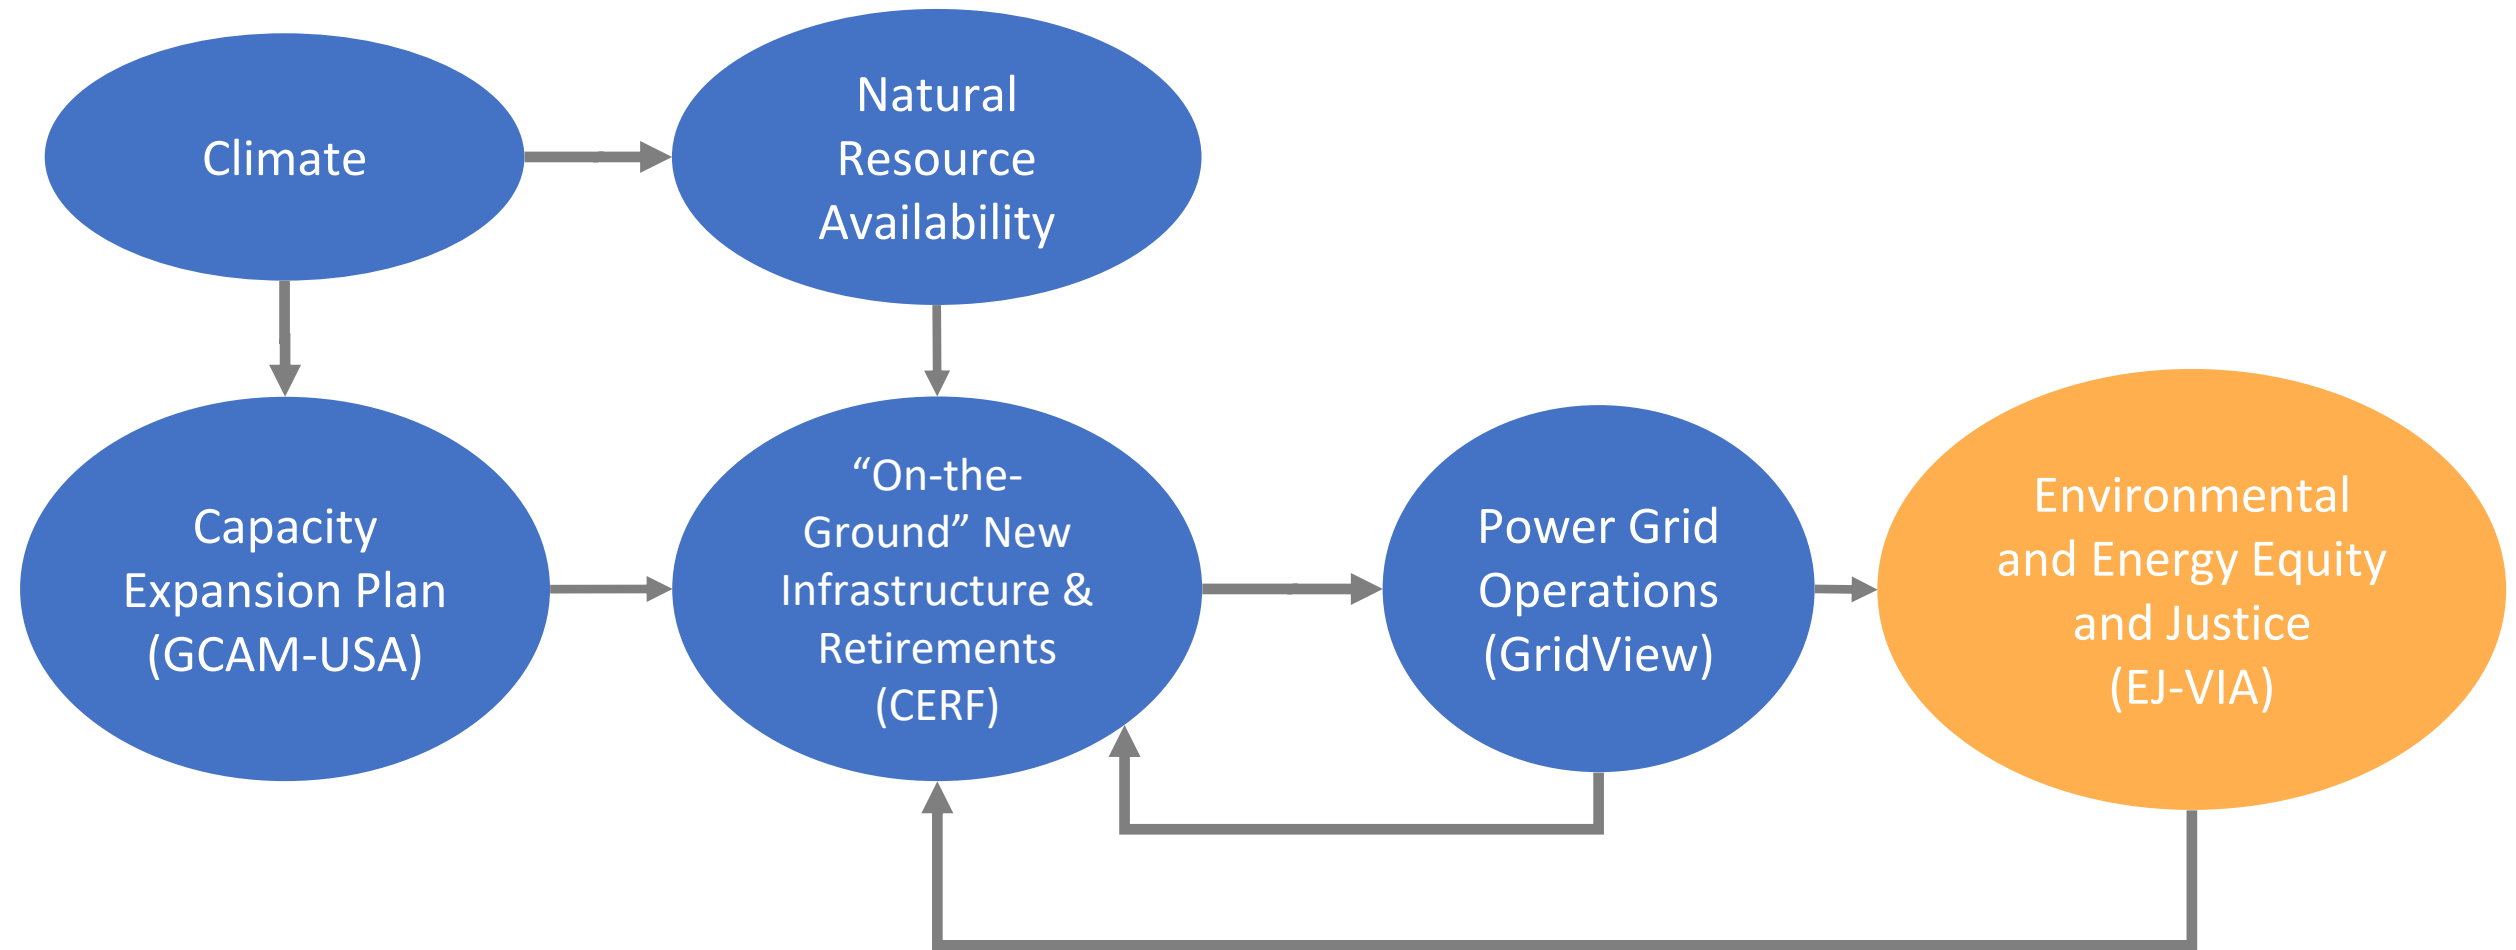 Climate
Natural
Resource
Availability
Capacity
Expansion Plan
(GCAM-USA)
“On-the-
Ground” New
Infrastructure &
Retirements
(CERF)
Power Grid
Operations
(GridView)
Environmental
and Energy Equity
and Justice
(EJ-VIA)